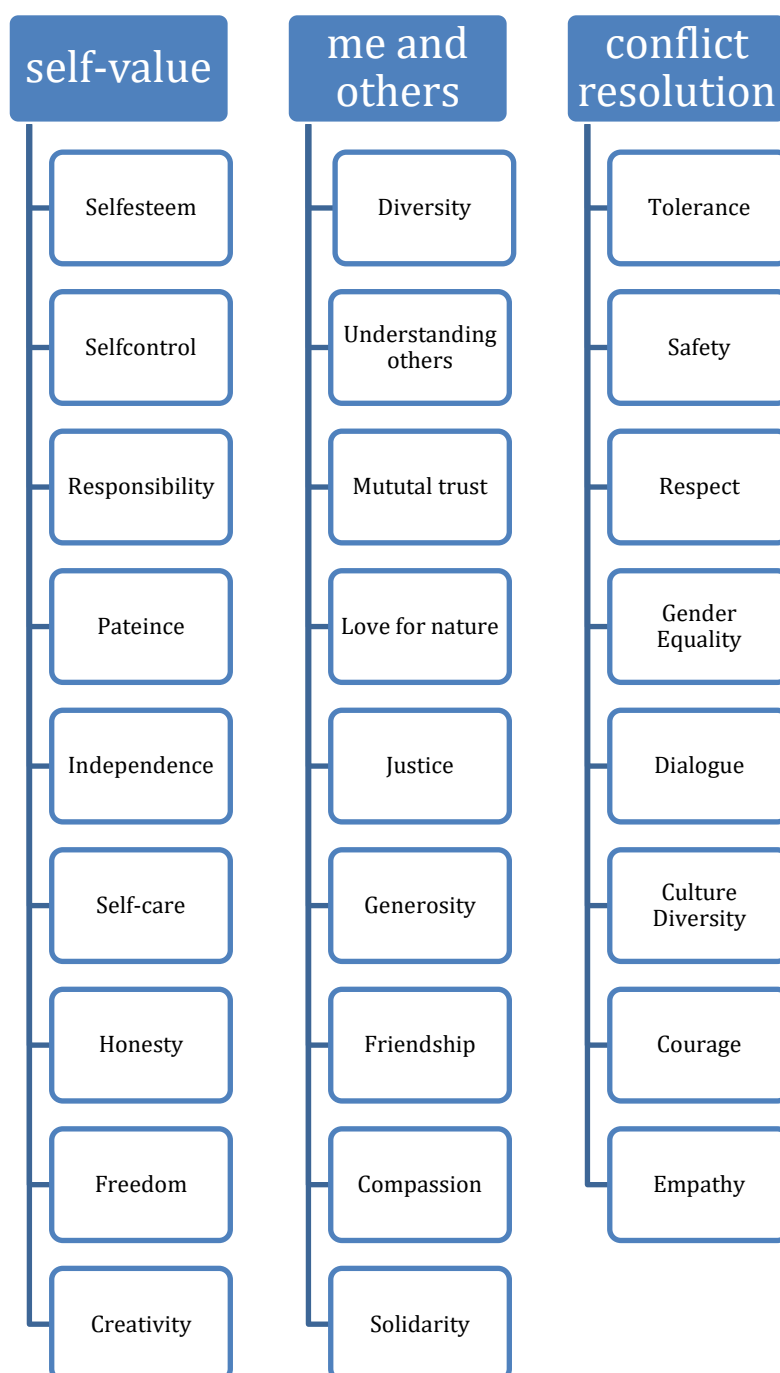 self-value
Selfesteem
Selfcontrol
Responsibility
Pateince
Independence
Self-care
Honesty
Freedom
Creativity
me and
others
Diversity
Understanding
others
Mututal trust
Love for nature
Justice
Generosity
Friendship
Compassion
Solidarity
conflict
resolution
Tolerance
Safety
Respect
Gender
Equality
Dialogue
Culture
Diversity
Courage
Empathy